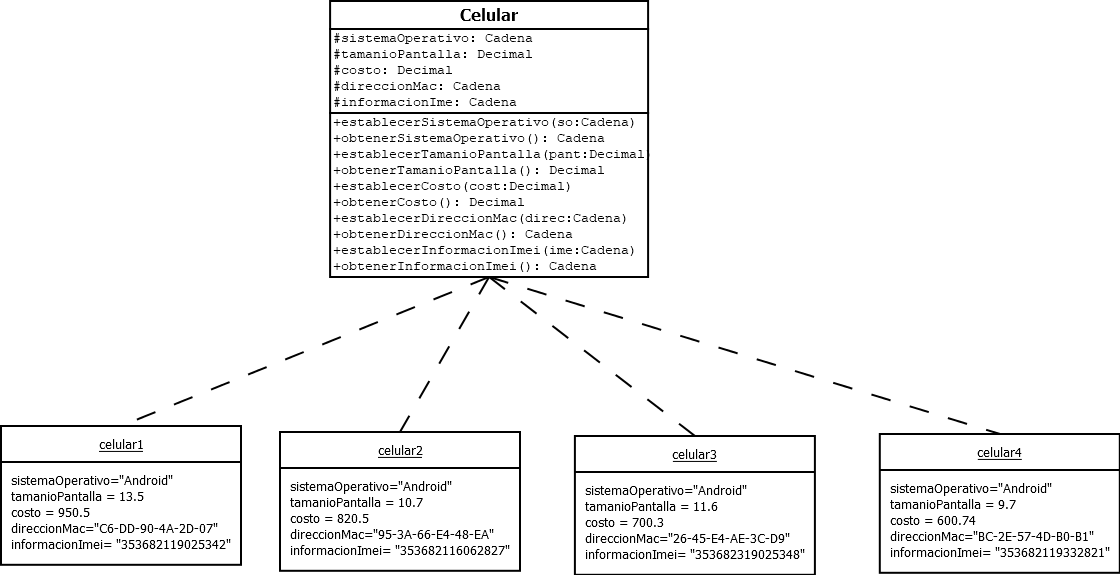 Celular
#sistemaOperativo: Cadena
#tamanioPantalla: Decimal
#costo: Decimal
#direccionMac: Cadena
#informacionIme: Cadena
+establecerSistemaOperativo(so:Cadena)
+obtenerSistemaOperativo(): Cadena
+establecerTamanioPantalla(pant:Decimal)
+obtenerTamanioPantalla(): Decimal
+establecerCosto(cost:Decimal)
+obtenerCosto(): Decimal
+establecerDireccionMac(direc:Cadena)
+obtenerDireccionMac(): Cadena
+establecerInformacionImei(ime:Cadena)
+obtenerInformacionImei(): Cadena
celular1
sistemaOperativo="Android"
tamanioPantalla = 13.5
costo = 950.5
direccionMac="C6-DD-90-4A-2D-07"
informacionImei= "353682119025342"
celular2
sistemaOperativo="Android"
tamanioPantalla = 10.7
costo = 820.5
direccionMac="95-3A-66-E4-48-EA"
informacionImei= "353682116062827"
celular3
sistemaOperativo="Android"
tamanioPantalla = 11.6
costo = 700.3
direccionMac="26-45-E4-AE-3C-D9"
informacionImei= "353682319025348"
celular4
sistemaOperativo="Android"
tamanioPantalla = 9.7
costo = 600.74
direccionMac="BC-2E-57-4D-B0-B1"
informacionImei= "353682119332821"